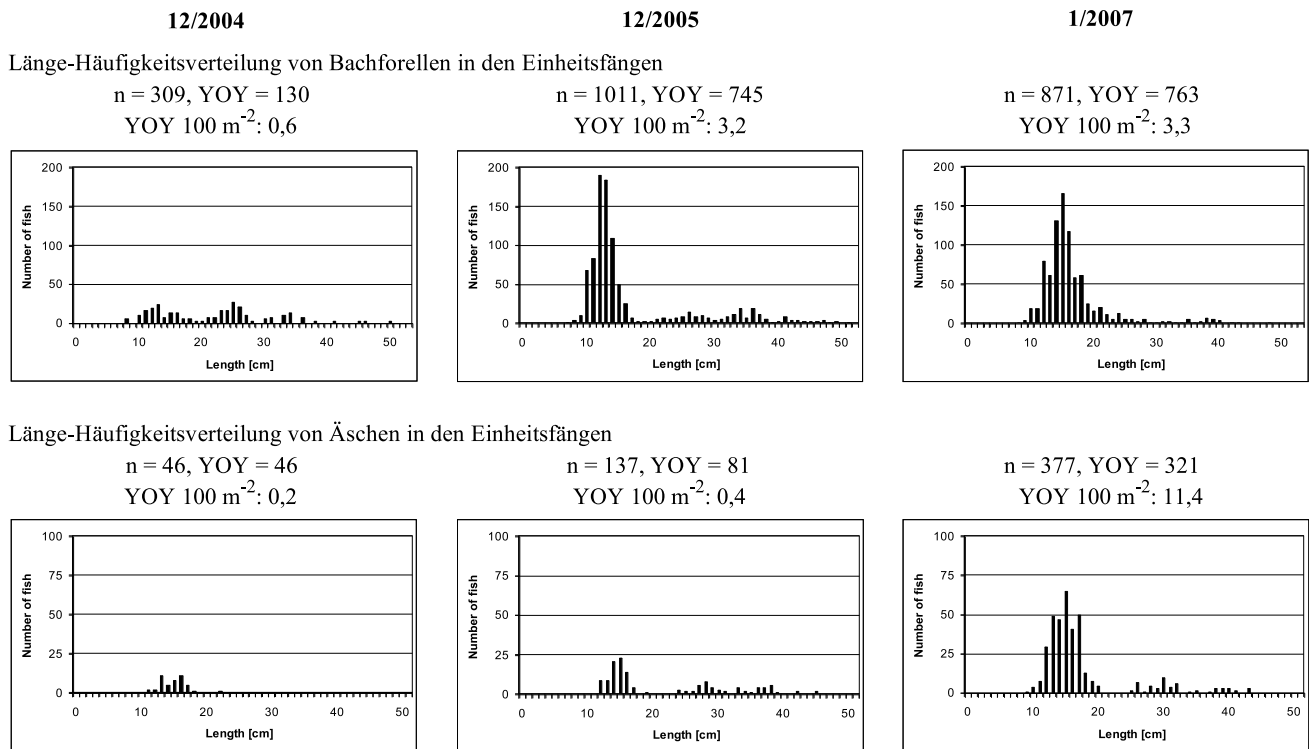 12/2004 12/2005 1/2007
Länge-Häufigkeitsverteilung von Bachforellen in den Einheitsfängen
n = 309, YOY = 130 n = 1011, YOY = 745 n = 871, YOY = 763
YOY 100 m⁻²: 0,6 YOY 100 m⁻²: 3,2 YOY 100 m⁻²: 3,3
Number of fish
200
150
100
50
0
0 10 20 30 40 50
Length [cm]
Number of fish
200
150
100
50
0
0 10 20 30 40 50
Length [cm]
Number of fish
200
150
100
50
0
0 10 20 30 40 50
Length [cm]
Länge-Häufigkeitsverteilung von Äschen in den Einheitsfängen
n = 46, YOY = 46 n = 137, YOY = 81 n = 377, YOY = 321
YOY 100 m⁻²: 0,2 YOY 100 m⁻²: 0,4 YOY 100 m⁻²: 11,4
Number of fish
100
75
50
25
0
0 10 20 30 40 50
Length [cm]
Number of fish
100
75
50
25
0
0 10 20 30 40 50
Length [cm]
Number of fish
100
75
50
25
0
0 10 20 30 40 50
Length [cm]